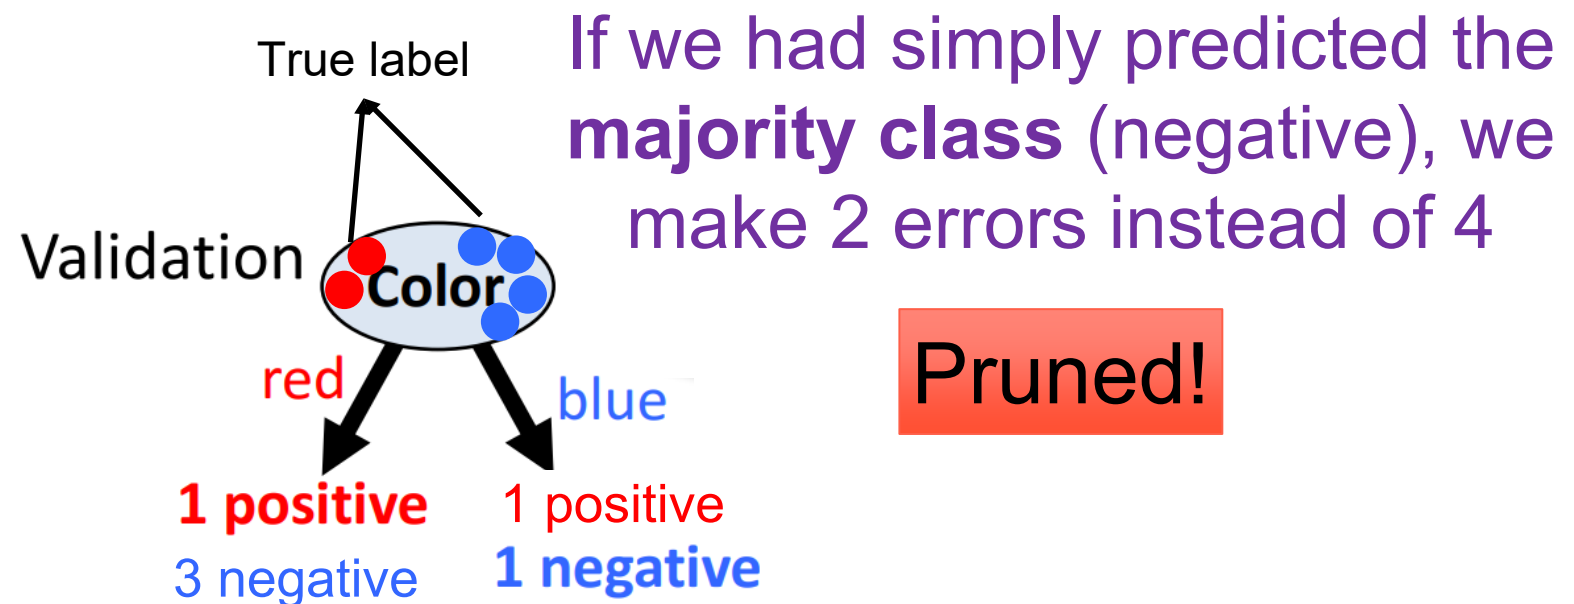 True label
If we had simply predicted the
majority class (negative), we
make 2 errors instead of 4
Validation
Color
red
blue
Pruned!
1 positive
3 negative
1 positive
1 negative